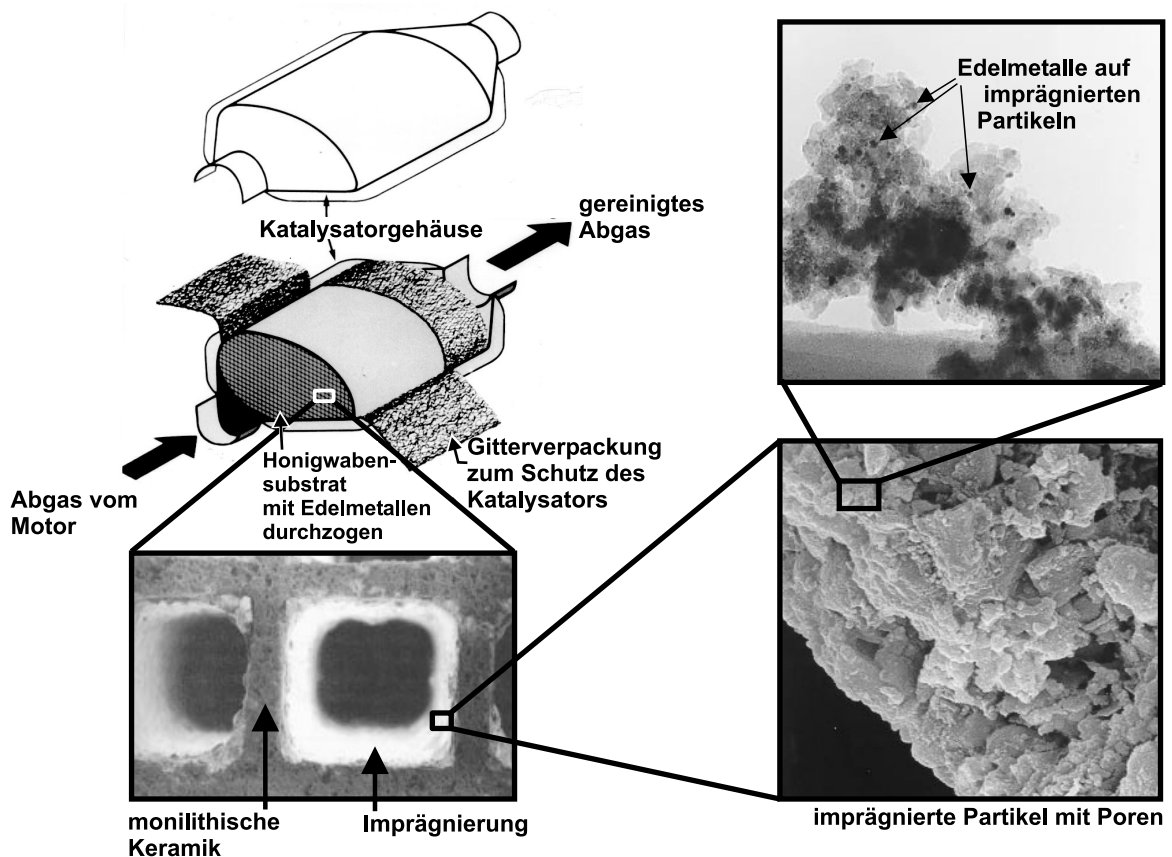 Katalysatorgehäuse
gereinigtes
Abgas
Abgas vom
Motor
Honigwaben-
substrat
mit Edelmetallen
durchzogen
Gitterverpackung
zum Schutz des
Katalysators
monilithische
Keramik
Imprägnierung
Edelmetalle auf
imprägnierten
Partikeln
imprägnierte Partikel mit Poren